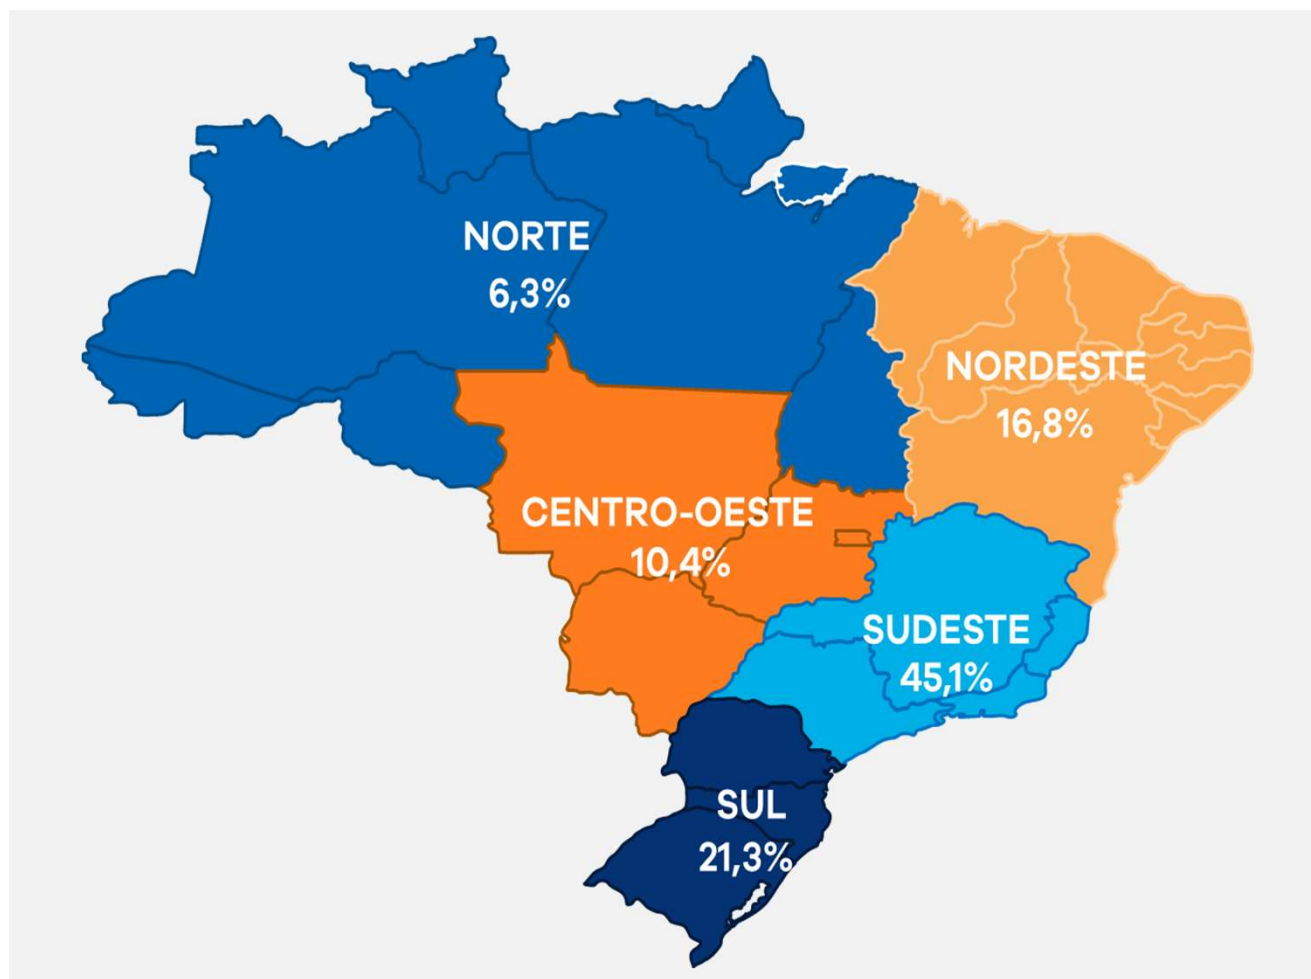 NORTE
6,3%
NORDESTE
16,8%
CENTRO-OESTE
10,4%
SUDESTE
45,1%
SUL
21,3%